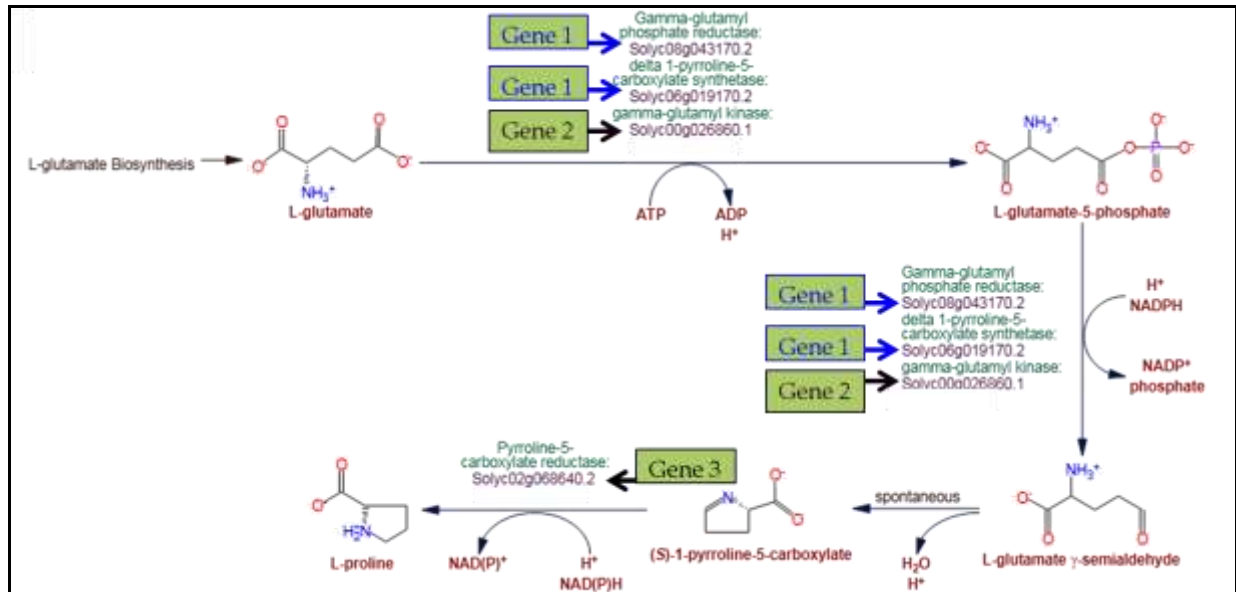 Gene 1
Gamma-glutamyl
phosphate reductase:
Solyc08g043170.2
Gene 1
delta 1-pyrroline-5-
carboxylate synthetase:
Solyc06g019170.2
Gene 2
gamma-glutamyl kinase:
Solyc00g026860.1
L-glutamate Biosynthesis
O
O
O⁻
O⁻
NH₃⁺
L-glutamate
ATP
ADP
H⁺
NH₃⁺
O⁻
O
O
O
P
O⁻
O⁻
O
L-glutamate-5-phosphate
Gene 1
Gamma-glutamyl
phosphate reductase:
Solyc08g043170.2
Gene 1
delta 1-pyrroline-5-
carboxylate synthetase:
Solyc06g019170.2
Gene 2
gamma-glutamyl kinase:
Solyc00g026860.1
H⁺
NADPH
NADP⁺
phosphate
NH₃⁺
O⁻
O
O
L-glutamate γ-semialdehyde
spontaneous
H₂O
H⁺
N
O⁻
O
(S)-1-pyrroline-5-carboxylate
Gene 3
Pyrroline-5-
carboxylate reductase:
Solyc02g068640.2
H⁺
NAD(P)H
NAD(P)⁺
O
O⁻
H₂N
L-proline